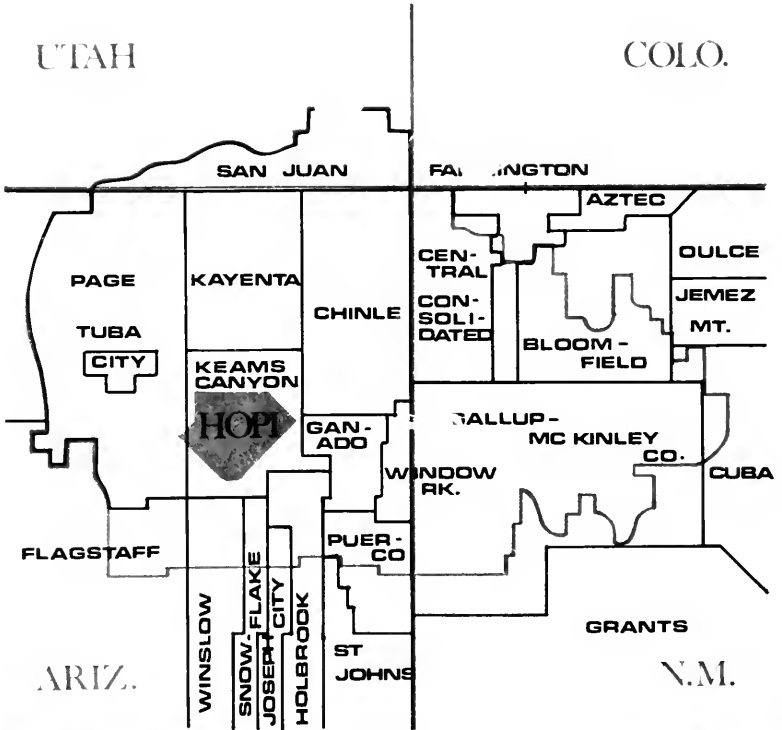 UTAH
COLO.
SAN JUAN
AZTEC
PAGE
KAYENTA
CHINLE
CEN-
TRAL
CON-
SOLI-
DATED
OULCE
JEMEZ
MT.
TUBA
CITY
BLOOM-
FIELD
KEAMS
CANYON
HOPI
GAN-
ADO
WINDOW
RK.
MC KINLEY
CO.
CUBA
FLAGSTAFF
PUER-
CO
WINSLOW
SNOW-FLAKE
JOSEPH CITY
HOLBROOK
ST
JOHNS
GRANTS
ARIZ.
N.M.